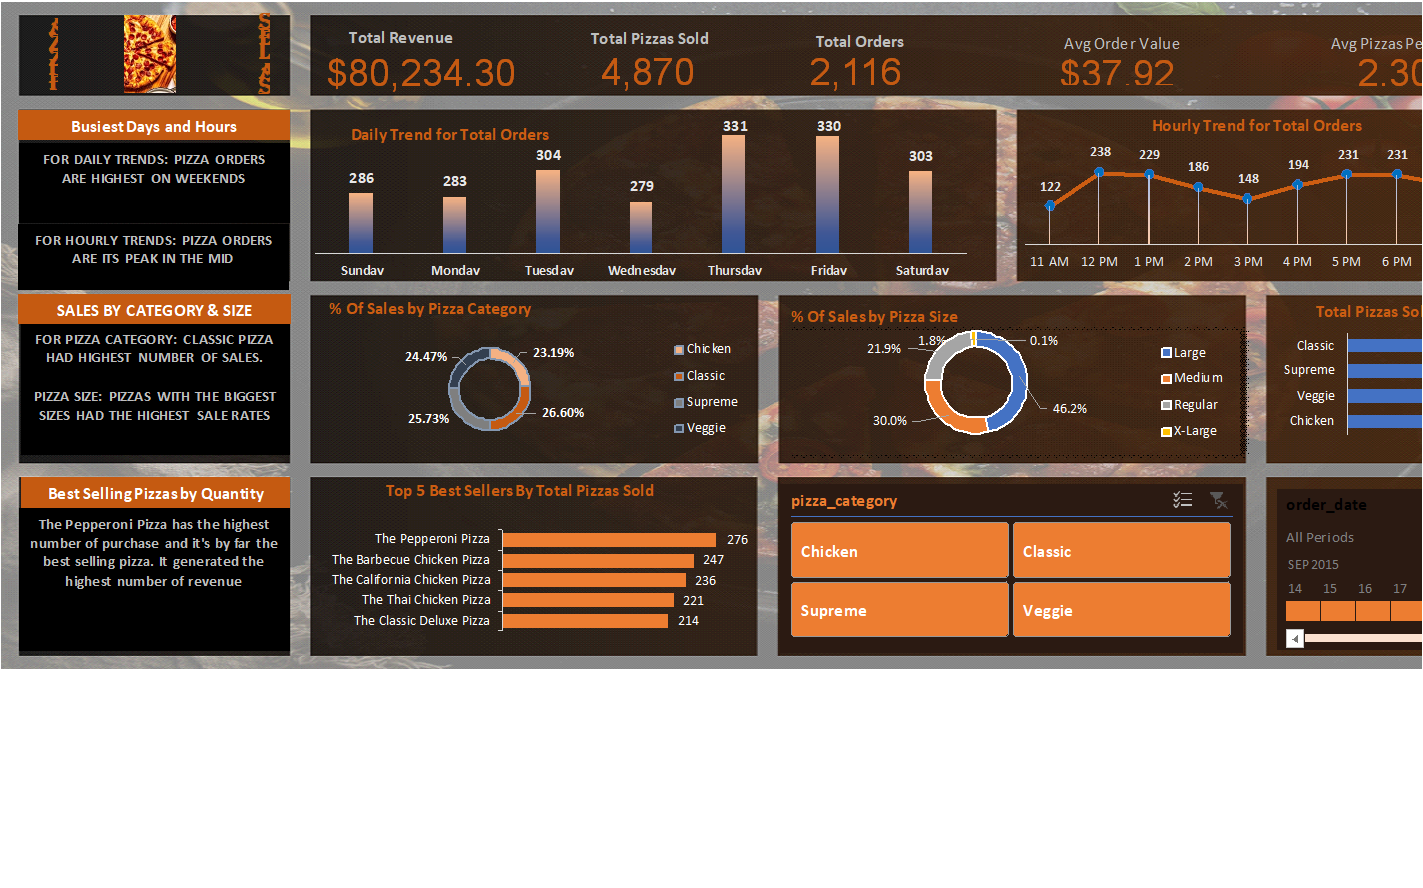 Total Revenue
$80,234.30
Total Pizzas Sold
4,870
Total Orders
2,116
Avg Order Value
$37.92
Avg Pizzas Pe
2.30
Busiest Days and Hours
FOR DAILY TRENDS: PIZZA ORDERS
ARE HIGHEST ON WEEKENDS
FOR HOURLY TRENDS: PIZZA ORDERS
ARE ITS PEAK IN THE MID
Daily Trend for Total Orders
286
283
304
279
331
330
303
Sunday
Monday
Tuesday
Wednesday
Thursday
Friday
Saturday
Hourly Trend for Total Orders
122
238
229
186
148
194
231
231
11 AM
12 PM
1 PM
2 PM
3 PM
4 PM
5 PM
6 PM
SALES BY CATEGORY & SIZE
FOR PIZZA CATEGORY: CLASSIC PIZZA
HAD HIGHEST NUMBER OF SALES.
PIZZA SIZE: PIZZAS WITH THE BIGGEST
SIZES HAD THE HIGHEST SALE RATES
% Of Sales by Pizza Category
24.47%
23.19%
25.73%
26.60%
Chicken
Classic
Supreme
Veggie
% Of Sales by Pizza Size
1.8%
0.1%
21.9%
30.0%
46.2%
Large
Medium
Regular
X-Large
Total Pizzas Sol
Classic
Supreme
Veggie
Chicken
Best Selling Pizzas by Quantity
The Pepperoni Pizza has the highest
number of purchase and it's by far the
best selling pizza. It generated the
highest number of revenue
Top 5 Best Sellers By Total Pizzas Sold
The Pepperoni Pizza 276
The Barbecue Chicken Pizza 247
The California Chicken Pizza 236
The Thai Chicken Pizza 221
The Classic Deluxe Pizza 214
pizza_category
Chicken
Classic
Supreme
Veggie
order_date
All Periods
SEP 2015
14 15 16 17